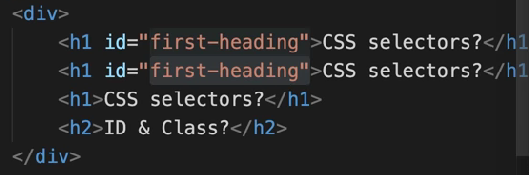 <div>
<h1 id="first-heading">CSS selectors?</h1
<h1 id="first-heading">CSS selectors?</h1
<h1>CSS selectors?</h1>
<h2>ID & Class?</h2>
</div>